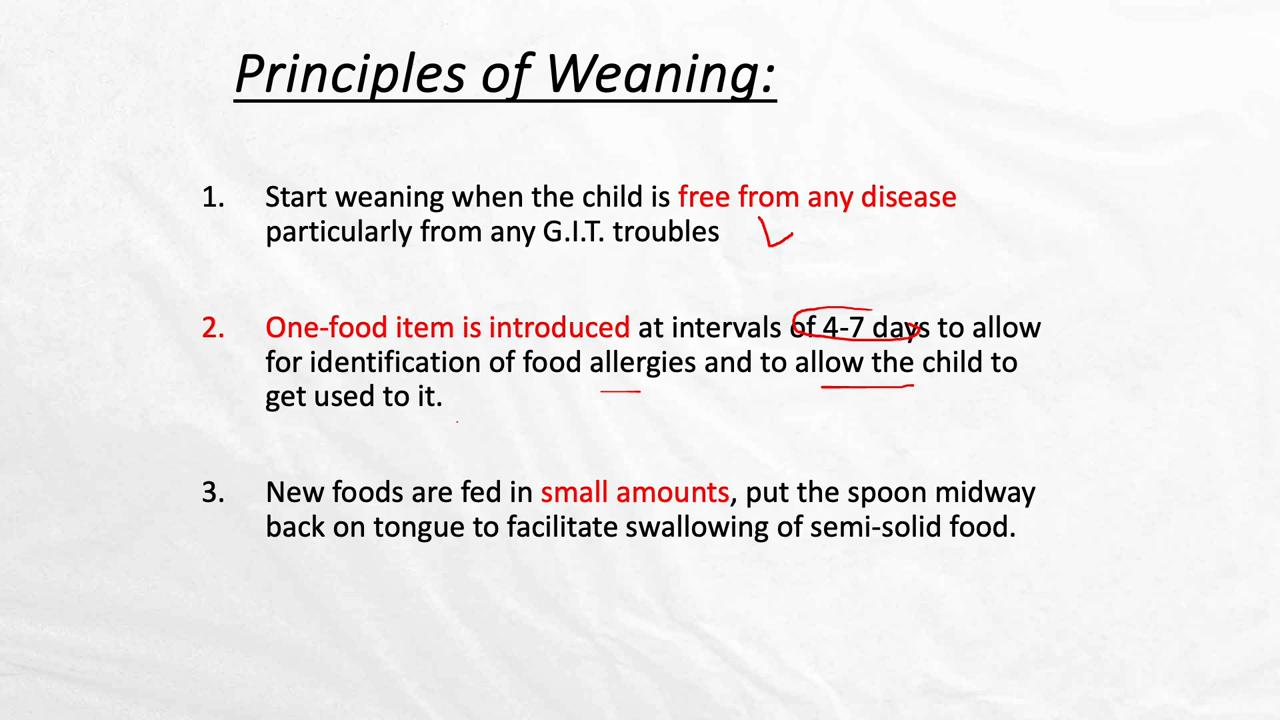 Principles of Weaning:
1. Start weaning when the child is free from any disease
particularly from any G.I.T. troubles
2. One-food item is introduced at intervals of 4-7 days to allow
for identification of food allergies and to allow the child to
get used to it.
3. New foods are fed in small amounts, put the spoon midway
back on tongue to facilitate swallowing of semi-solid food.